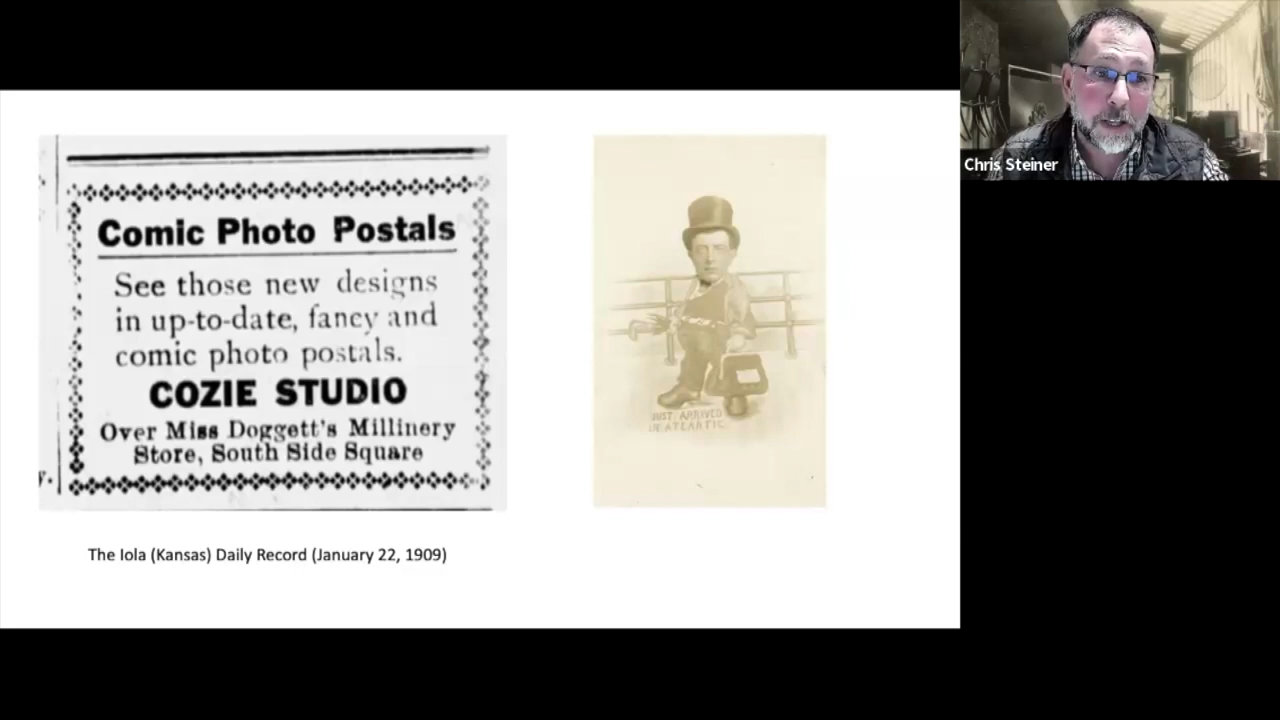 Comic Photo Postals
See those new designs
in up-to-date, fancy and
comic photo postals.
COZIE STUDIO
Over Miss Doggett's Millinery
Store, South Side Square
The Iola (Kansas) Daily Record (January 22, 1909)
JUST ARRIVED
IN ATLANTIC
Chris Steiner